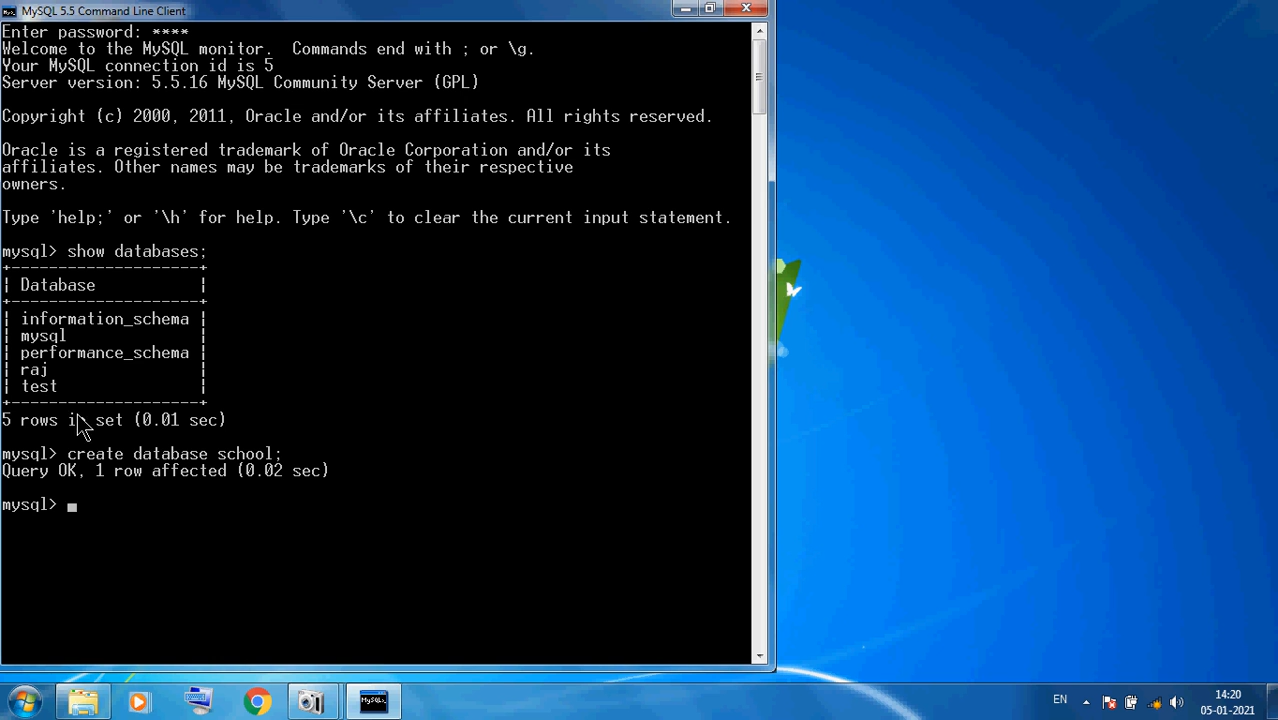 MySQL 5.5 Command Line Client
Enter password: ****
Welcome to the MySQL monitor.  Commands end with ; or \g.
Your MySQL connection id is 5
Server version: 5.5.16 MySQL Community Server (GPL)
Copyright (c) 2000, 2011, Oracle and/or its affiliates. All rights reserved.
Oracle is a registered trademark of Oracle Corporation and/or its
affiliates. Other names may be trademarks of their respective
owners.
Type 'help;' or '\h' for help. Type '\c' to clear the current input statement.
mysql> show databases;
+--------------------+
| Database           |
+--------------------+
| information_schema |
| mysql              |
| performance_schema |
| raj                |
| test               |
+--------------------+
5 rows in set (0.01 sec)
mysql> create database school;
Query OK, 1 row affected (0.02 sec)
mysql>
MySQL
EN
14:20
05-01-2021